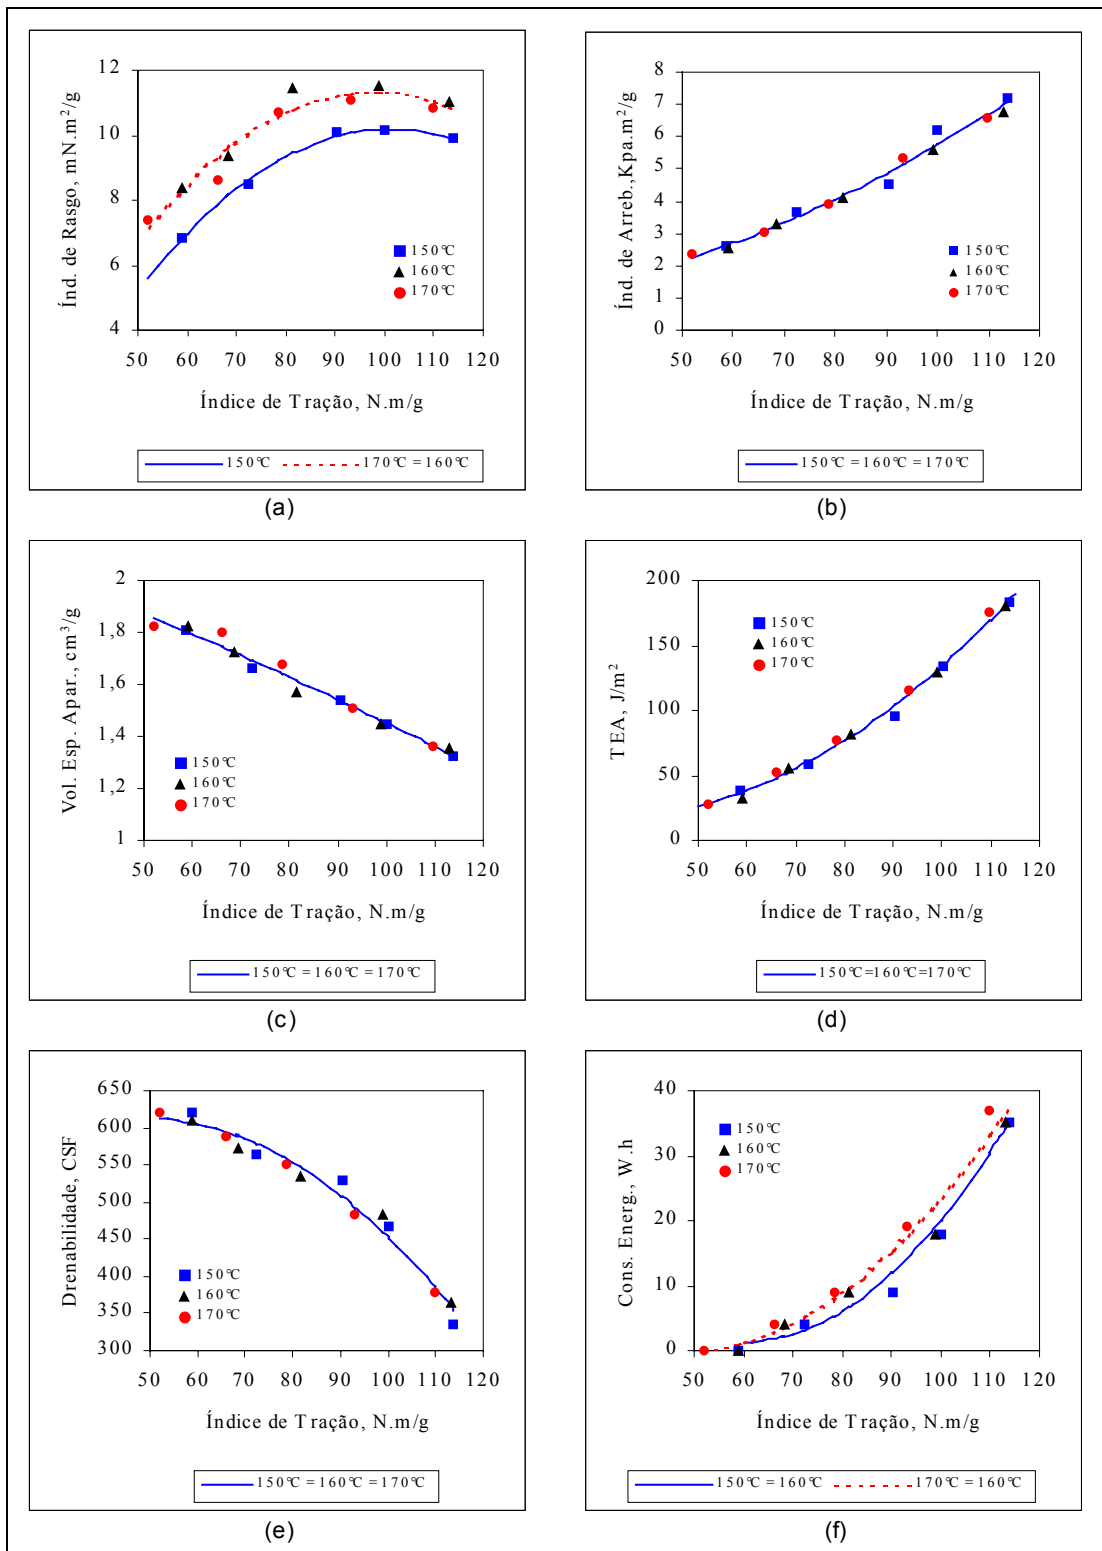 12
10
8
6
4
Índ. de Rasgo, mN.m²/g
150℃
160℃
170℃
50 60 70 80 90 100 110 120
Índice de Tração, N.m/g
150℃ 170℃ = 160℃
(a)
8
7
6
5
4
3
2
1
0
Índ. de Arreb.,Kpa.m²/g
150℃
160℃
170℃
50 60 70 80 90 100 110 120
Índice de Tração, N.m/g
150℃ = 160℃ = 170℃
(b)
2
1,8
1,6
1,4
1,2
1
Vol. Esp. Apar., cm³/g
150℃
160℃
170℃
50 60 70 80 90 100 110 120
Índice de Tração, N.m/g
150℃ = 160℃ = 170℃
(c)
200
150
100
50
0
TEA, J/m²
150℃
160℃
170℃
50 60 70 80 90 100 110 120
Índice de Tração, N.m/g
150℃=160℃=170℃
(d)
650
600
550
500
450
400
350
300
Drenabilidade, CSF
150℃
160℃
170℃
50 60 70 80 90 100 110 120
Índice de Tração, N.m/g
150℃ = 160℃ = 170℃
(e)
40
30
20
10
0
Cons. Energ., W.h
150℃
160℃
170℃
50 60 70 80 90 100 110 120
Índice de Tração, N.m/g
150℃ = 160℃ 170℃ = 160℃
(f)